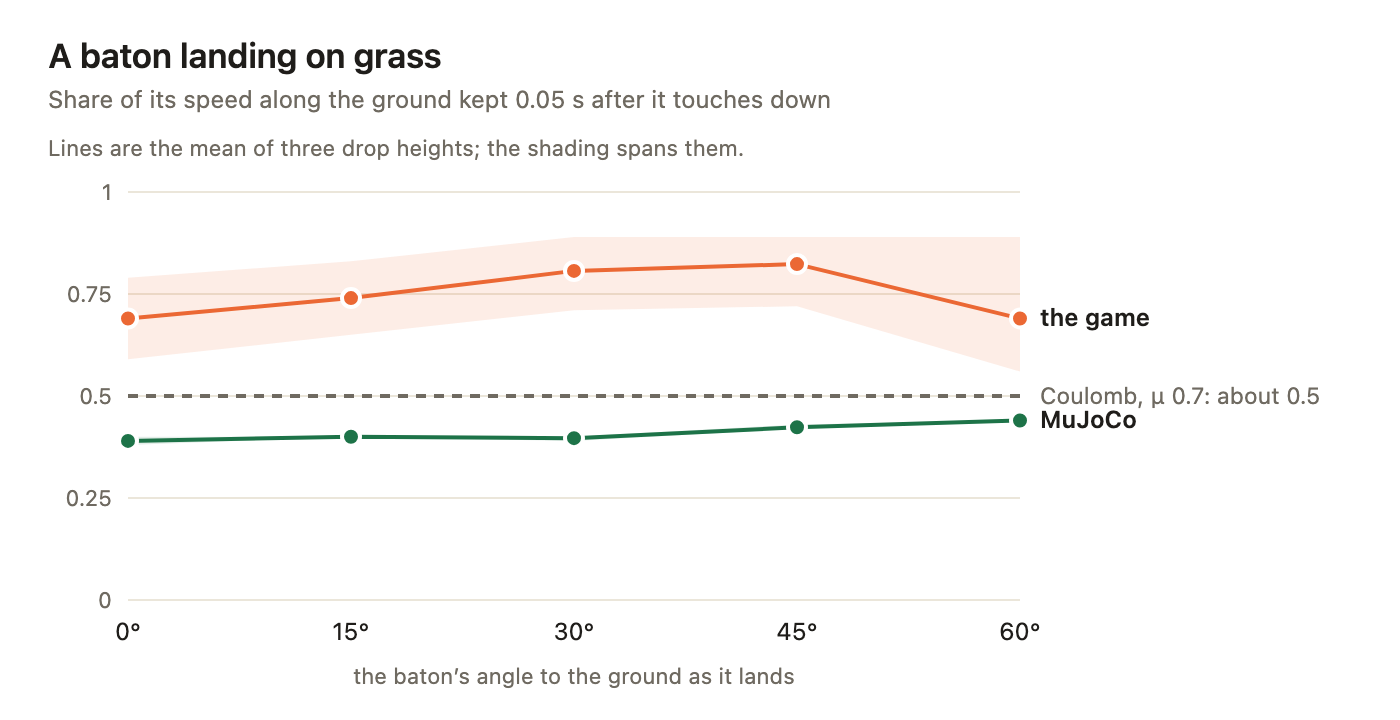 A baton landing on grass
Share of its speed along the ground kept 0.05 s after it touches down
Lines are the mean of three drop heights; the shading spans them.
1
0.75
the game
0.5
Coulomb, μ 0.7: about 0.5
MuJoCo
0.25
0
0° 15° 30° 45° 60°
the baton’s angle to the ground as it lands